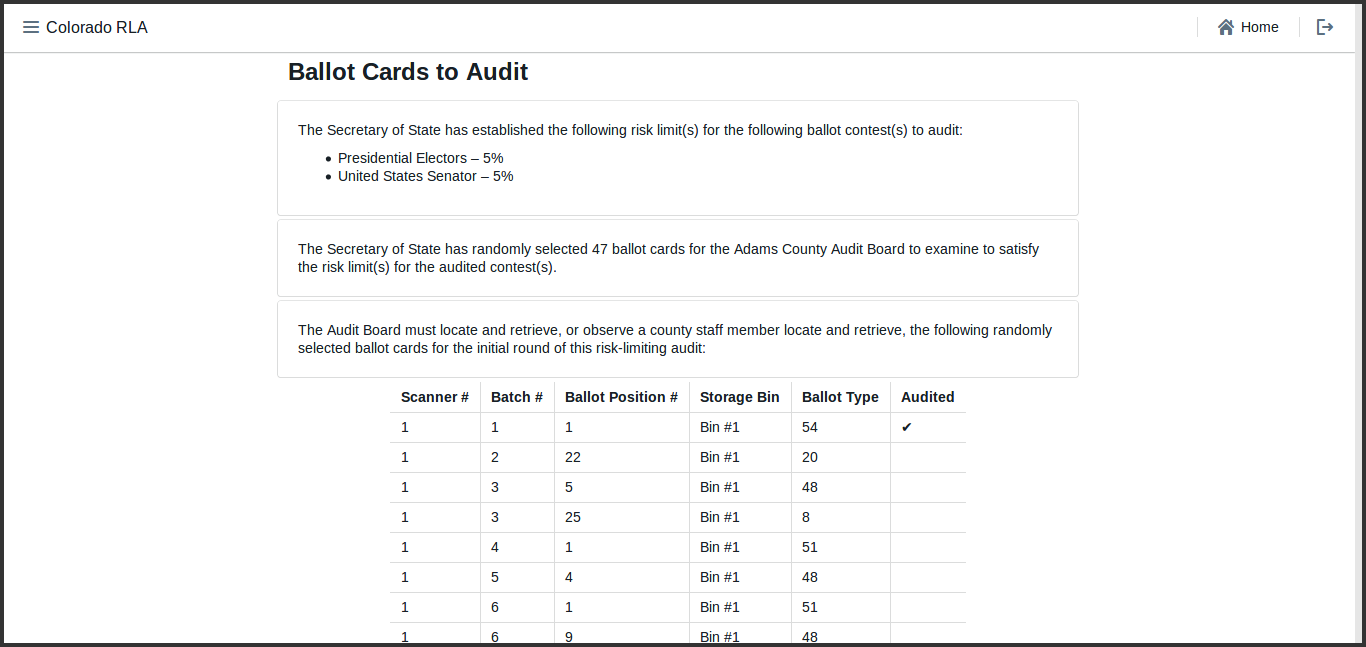 Colorado RLA Home
Ballot Cards to Audit
The Secretary of State has established the following risk limit(s) for the following ballot contest(s) to audit:
• Presidential Electors – 5%
• United States Senator – 5%
The Secretary of State has randomly selected 47 ballot cards for the Adams County Audit Board to examine to satisfy
the risk limit(s) for the audited contest(s).
The Audit Board must locate and retrieve, or observe a county staff member locate and retrieve, the following randomly
selected ballot cards for the initial round of this risk-limiting audit:
Scanner # Batch # Ballot Position # Storage Bin Ballot Type Audited
1 1 1 Bin #1 54 ✔
1 2 22 Bin #1 20
1 3 5 Bin #1 48
1 3 25 Bin #1 8
1 4 1 Bin #1 51
1 5 4 Bin #1 48
1 6 1 Bin #1 51
1 6 9 Bin #1 48